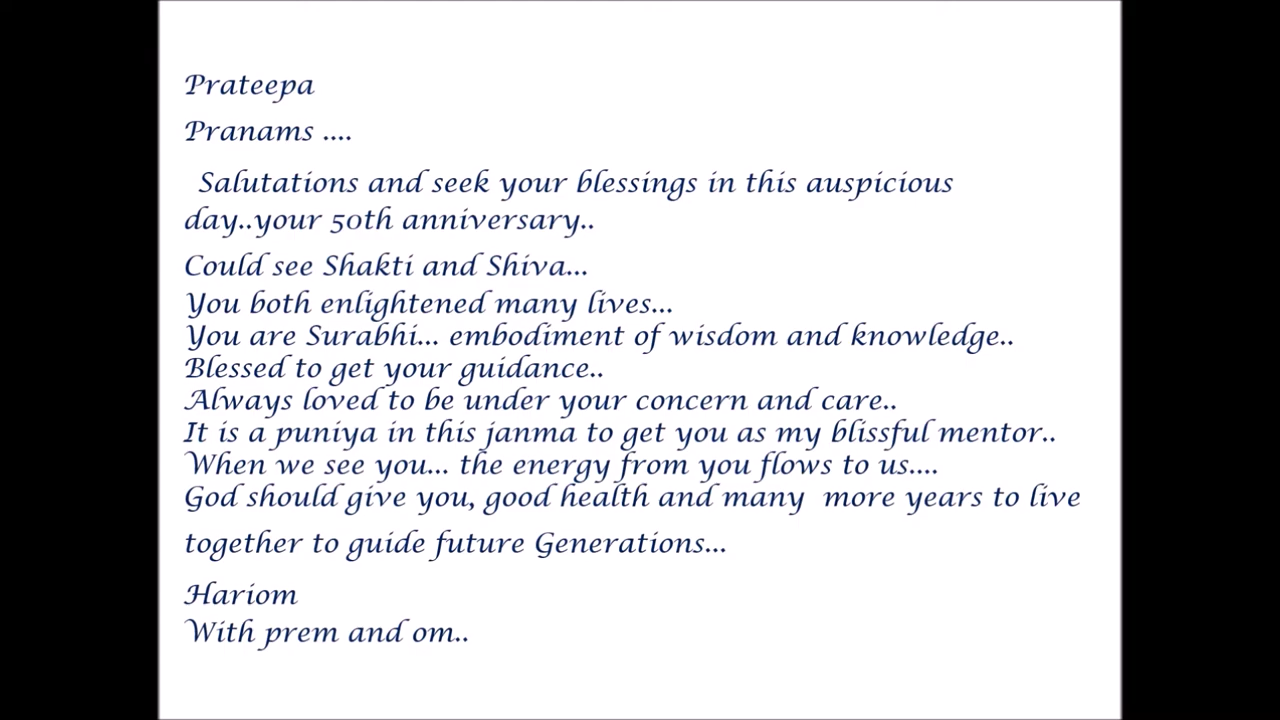 Prateepa
Pranams ....
Salutations and seek your blessings in this auspicious
day..your 50th anniversary..
Could see Shakti and Shiva...
You both enlightened many lives...
You are Surabhi... embodiment of wisdom and knowledge..
Blessed to get your guidance..
Always loved to be under your concern and care..
It is a puniya in this janma to get you as my blissful mentor..
When we see you... the energy from you flows to us....
God should give you, good health and many  more years to live
together to guide future Generations...
Hariom
With prem and om..